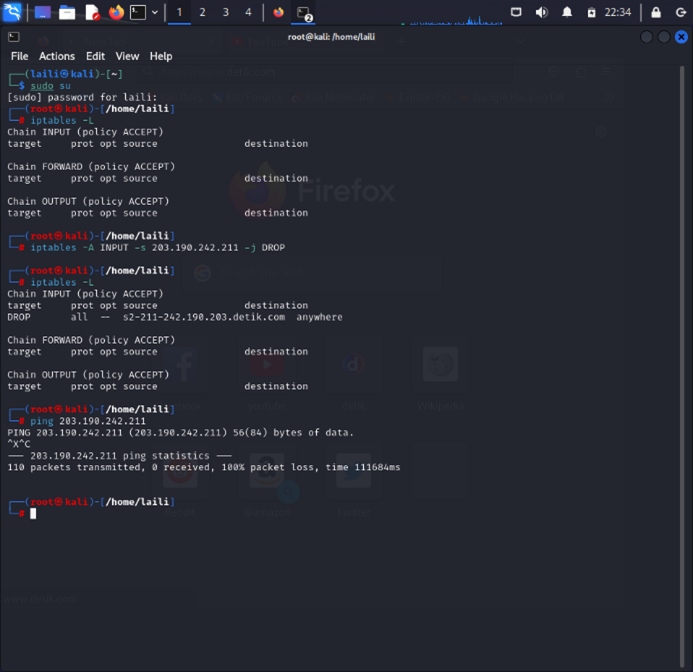 1 2 3 4 2 22:34
root@kali: /home/laili
File Actions Edit View Help
┌──(laili㉿kali)-[~]
└─$ sudo su
[sudo] password for laili:
┌──(root㉿kali)-[/home/laili]
└─# iptables -L
Chain INPUT (policy ACCEPT)
target prot opt source destination
Chain FORWARD (policy ACCEPT)
target prot opt source destination
Chain OUTPUT (policy ACCEPT)
target prot opt source destination
┌──(root㉿kali)-[/home/laili]
└─# iptables -A INPUT -s 203.190.242.211 -j DROP
┌──(root㉿kali)-[/home/laili]
└─# iptables -L
Chain INPUT (policy ACCEPT)
target prot opt source destination
DROP all -- s2-211-242.190.203.detik.com anywhere
Chain FORWARD (policy ACCEPT)
target prot opt source destination
Chain OUTPUT (policy ACCEPT)
target prot opt source destination
┌──(root㉿kali)-[/home/laili]
└─# ping 203.190.242.211
PING 203.190.242.211 (203.190.242.211) 56(84) bytes of data.
^X^C
--- 203.190.242.211 ping statistics ---
110 packets transmitted, 0 received, 100% packet loss, time 111684ms
┌──(root㉿kali)-[/home/laili]
└─#
Firefox